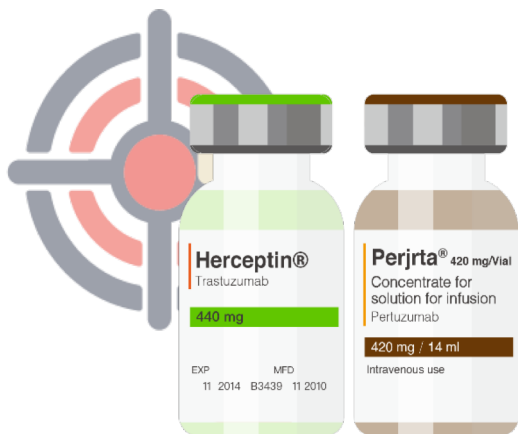 Herceptin®
Trastuzumab
440 mg
EXP MFD
11 2014 B3439 11 2010
Perjrta® 420 mg/Vial
Concentrate for
solution for infusion
Pertuzumab
420 mg / 14 ml
Intravenous use